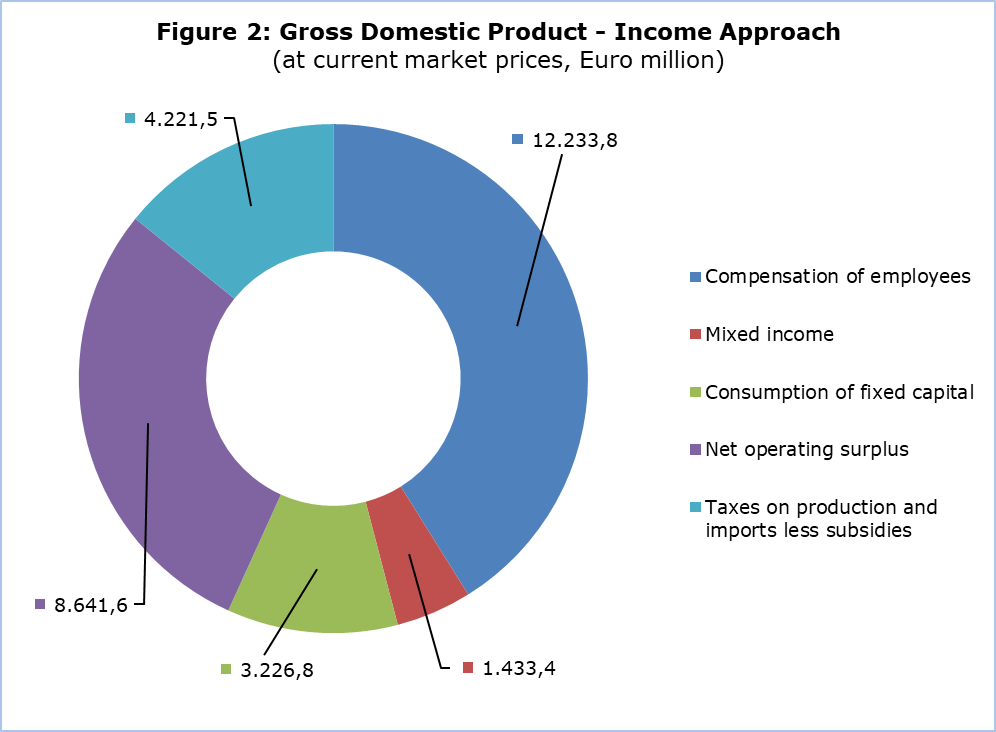 Figure 2: Gross Domestic Product - Income Approach
(at current market prices, Euro million)
4.221,5
12.233,8
8.641,6
3.226,8
1.433,4
Compensation of employees
Mixed income
Consumption of fixed capital
Net operating surplus
Taxes on production and
imports less subsidies